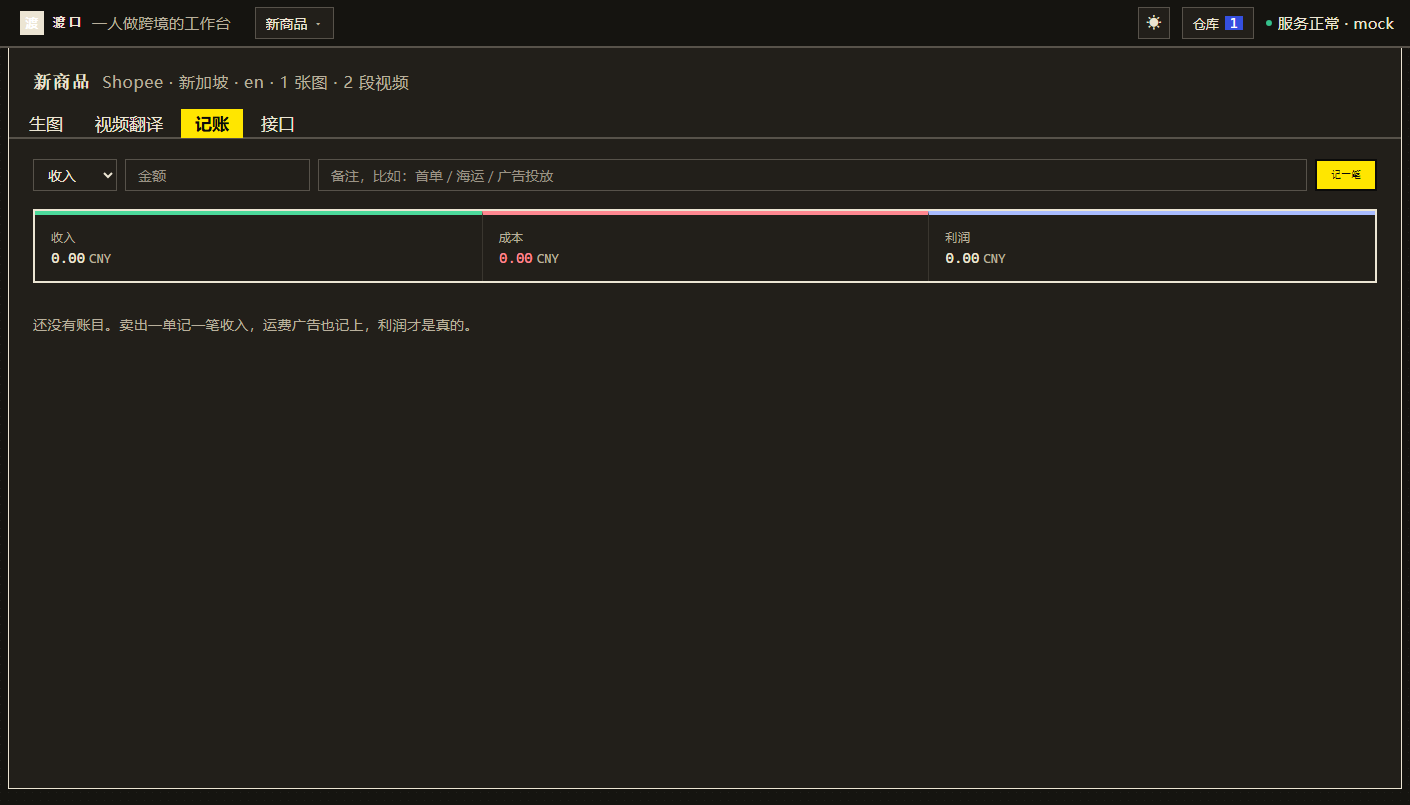 渡 渡口 一人做跨境的工作台 新商品 仓库 1 服务正常 · mock
新商品 Shopee · 新加坡 · en · 1 张图 · 2 段视频
生图 视频翻译 记账 接口
收入 金额 备注，比如：首单 / 海运 / 广告投放 记一笔
收入 成本 利润
0.00 CNY 0.00 CNY 0.00 CNY
还没有账目。卖出一单记一笔收入，运费广告也记上，利润才是真的。